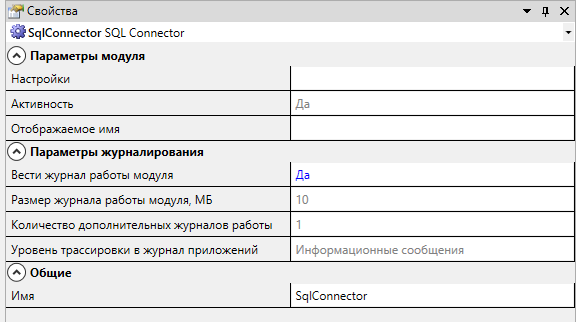 Свойства
SqlConnector SQL Connector
Параметры модуля
Настройки
Активность Да
Отображаемое имя
Параметры журналирования
Вести журнал работы модуля Да
Размер журнала работы модуля, МБ 10
Количество дополнительных журналов работы 1
Уровень трассировки в журнал приложений Информационные сообщения
Общие
Имя SqlConnector